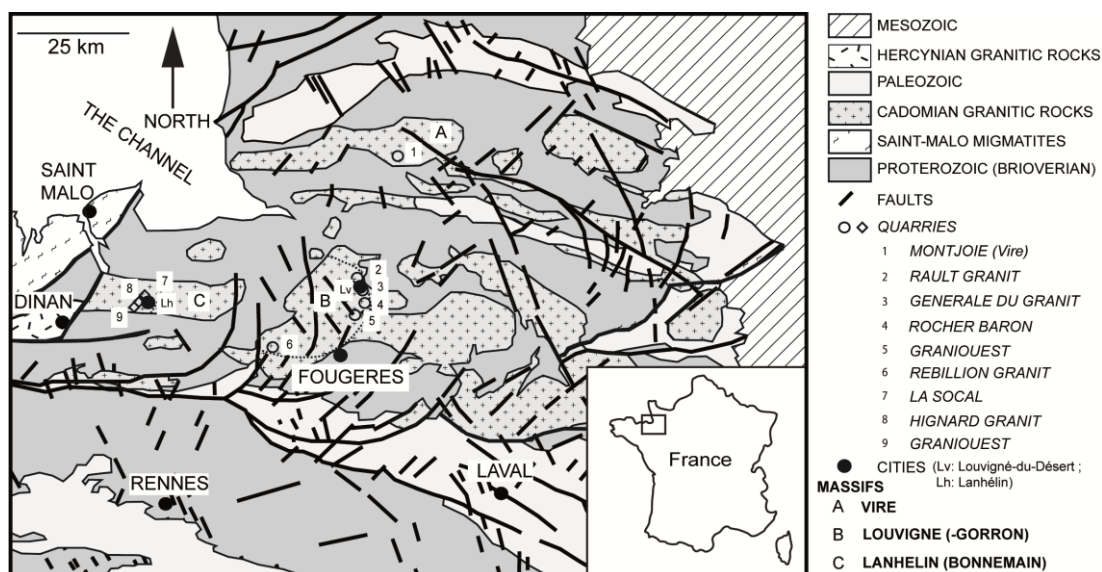 25 km
NORTH
THE CHANNEL
SAINT
MALO
DINAN
A
1
7
8
Lh
C
9
2
Lv
3
B
4
5
6
FOUGERES
RENNES
LAVAL
France
MESOZOIC
HERCYNIAN GRANITIC ROCKS
PALEOZOIC
CADOMIAN GRANITIC ROCKS
SAINT-MALO MIGMATITES
PROTEROZOIC (BRIOVERIAN)
FAULTS
QUARRIES
1 MONTJOIE (Vire)
2 RAULT GRANIT
3 GENERALE DU GRANIT
4 ROCHER BARON
5 GRANIOUEST
6 REBILLION GRANIT
7 LA SOCAL
8 HIGNARD GRANIT
9 GRANIOUEST
CITIES (Lv: Louvigné-du-Désert ;
Lh: Lanhélin)
MASSIFS
A VIRE
B LOUVIGNE (-GORRON)
C LANHELIN (BONNEMAIN)